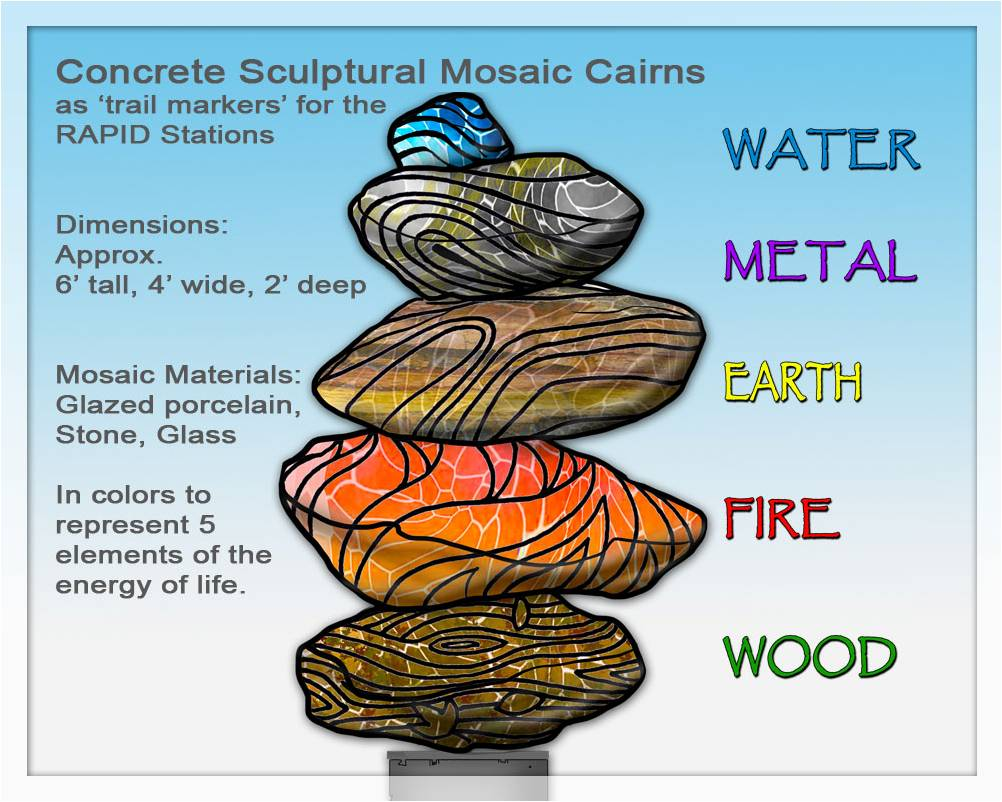 Concrete Sculptural Mosaic Cairns
as ‘trail markers’ for the
RAPID Stations
Dimensions:
Approx.
6’ tall, 4’ wide, 2’ deep
Mosaic Materials:
Glazed porcelain,
Stone, Glass
In colors to
represent 5
elements of the
energy of life.
WATER
METAL
EARTH
FIRE
WOOD